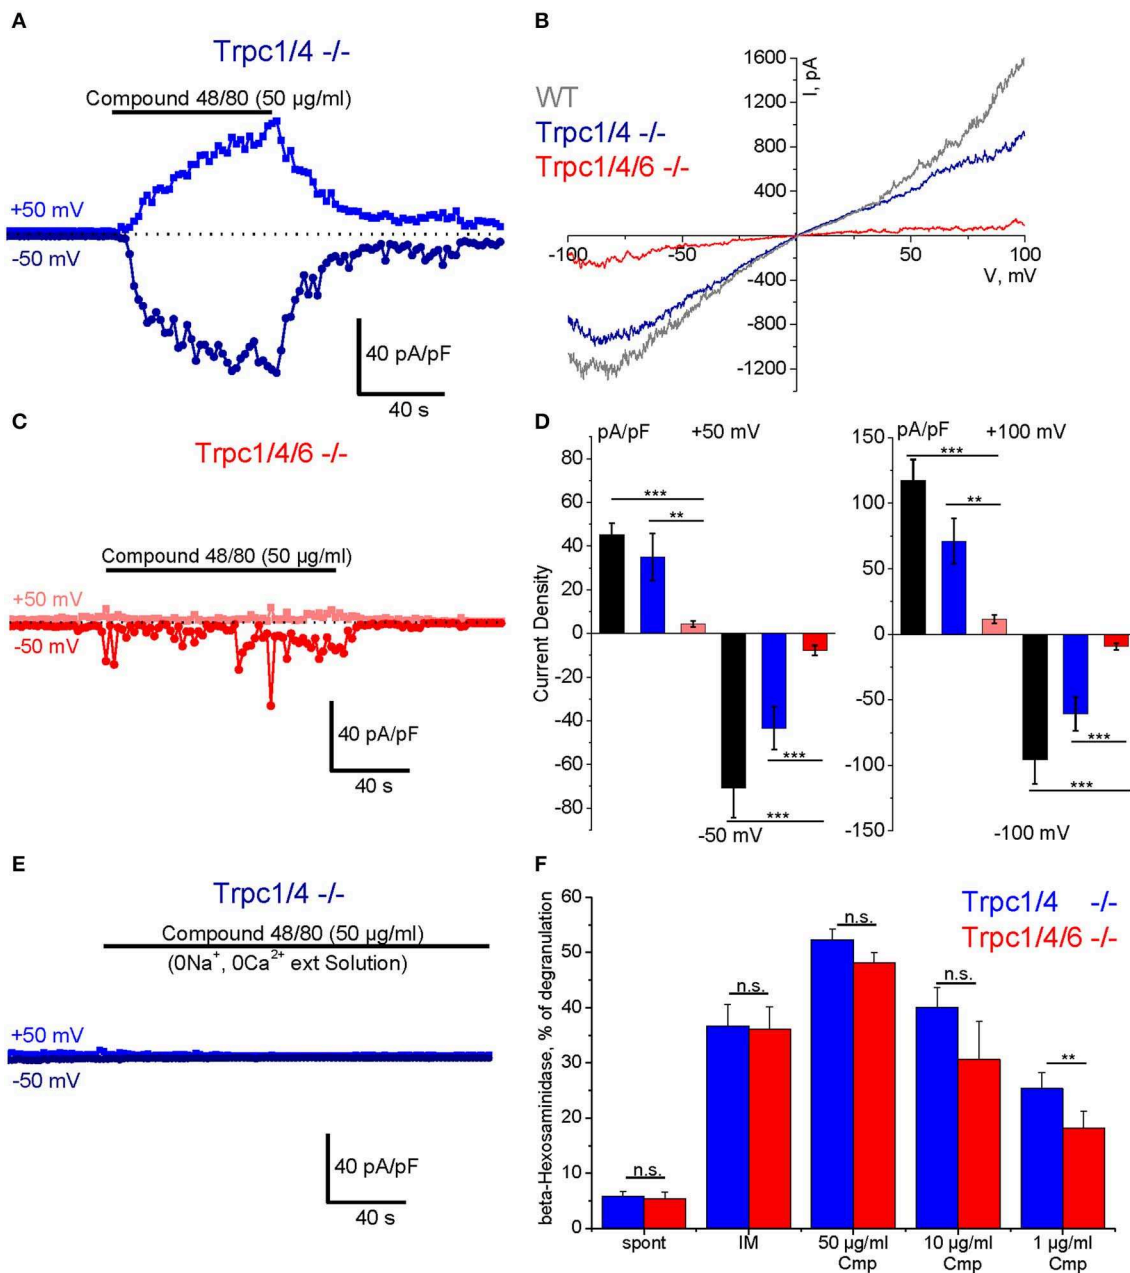 A
Trpc1/4 -/-
Compound 48/80 (50 µg/ml)
+50 mV
-50 mV
40 pA/pF
40 s
B
WT
Trpc1/4 -/-
Trpc1/4/6 -/-
I, pA
1600
1200
800
400
-400
-800
-1200
-100
-50
50
100
V, mV
C
Trpc1/4/6 -/-
Compound 48/80 (50 µg/ml)
+50 mV
-50 mV
40 pA/pF
40 s
D
Current Density
pA/pF
+50 mV
80
60
40
20
0
-20
-40
-60
-80
***
**
***
***
-50 mV
pA/pF
+100 mV
150
100
50
0
-50
-100
-150
***
**
***
***
-100 mV
E
Trpc1/4 -/-
Compound 48/80 (50 µg/ml)
(0Na+, 0Ca2+ ext Solution)
+50 mV
-50 mV
40 pA/pF
40 s
F
Trpc1/4 -/-
Trpc1/4/6 -/-
beta-Hexosaminidase, % of degranulation
60
50
40
30
20
10
0
n.s.
n.s.
n.s.
n.s.
**
spont
IM
50 µg/ml
Cmp
10 µg/ml
Cmp
1 µg/ml
Cmp